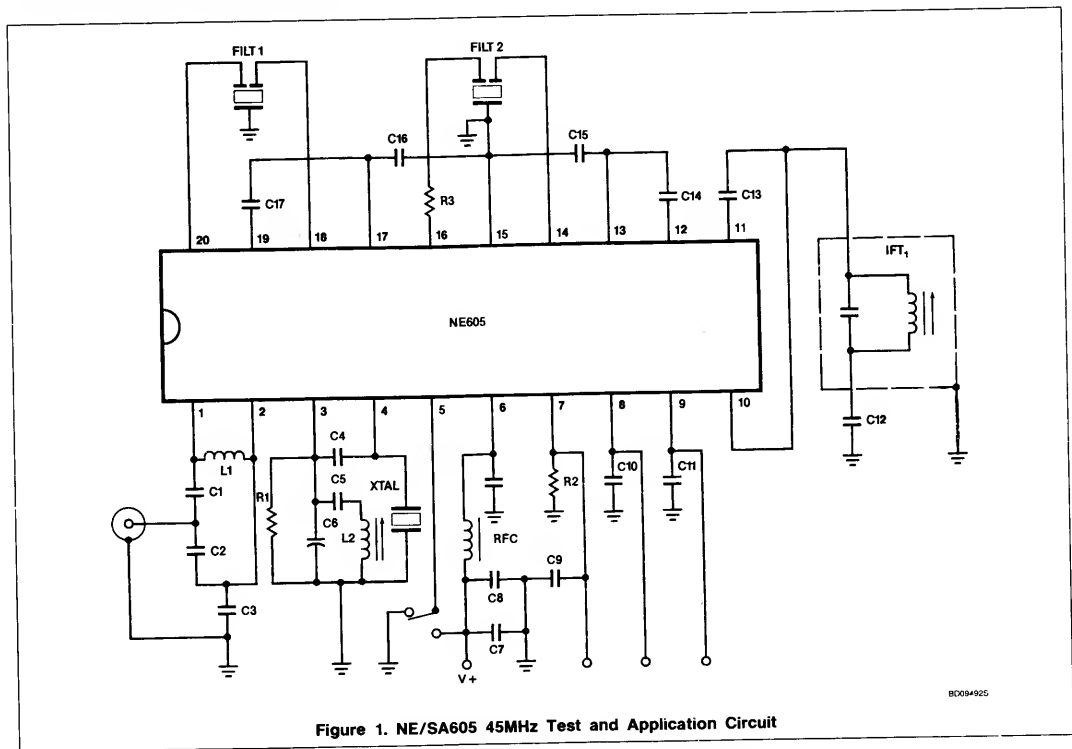 FILT 1
FILT 2
C16
C15
C17
R3
C14
C13
20
19
18
17
16
15
14
13
12
11
IFT1
NE605
1
2
3
4
5
6
7
8
9
10
C12
L1
C4
C5
XTAL
C10
C11
R1
C1
C6
L2
R2
RFC
C2
C9
C8
C3
C7
V +
BD09492S
Figure 1. NE/SA605 45MHz Test and Application Circuit